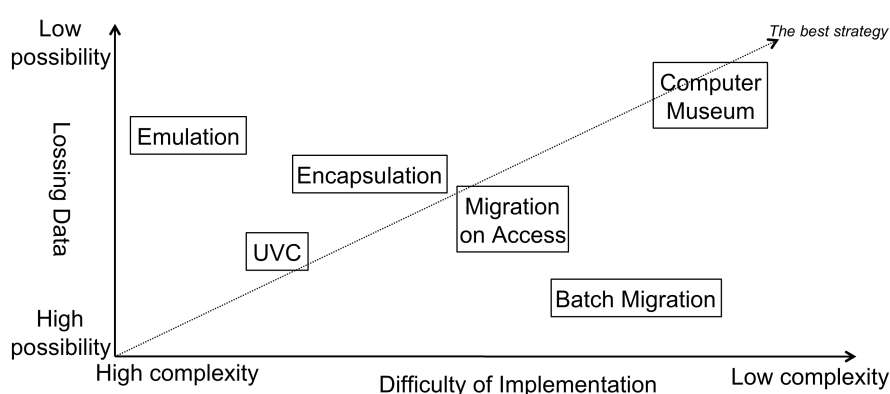 Low
possibility
The best strategy
Computer
Museum
Emulation
Lossing Data
Encapsulation
Migration
on Access
UVC
Batch Migration
High
possibility
High complexity
Difficulty of Implementation
Low complexity